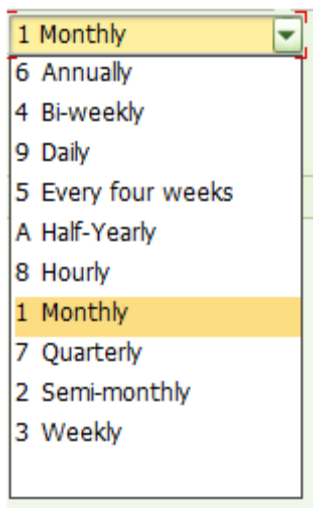 1 Monthly
6 Annually
4 Bi-weekly
9 Daily
5 Every four weeks
A Half-Yearly
8 Hourly
1 Monthly
7 Quarterly
2 Semi-monthly
3 Weekly